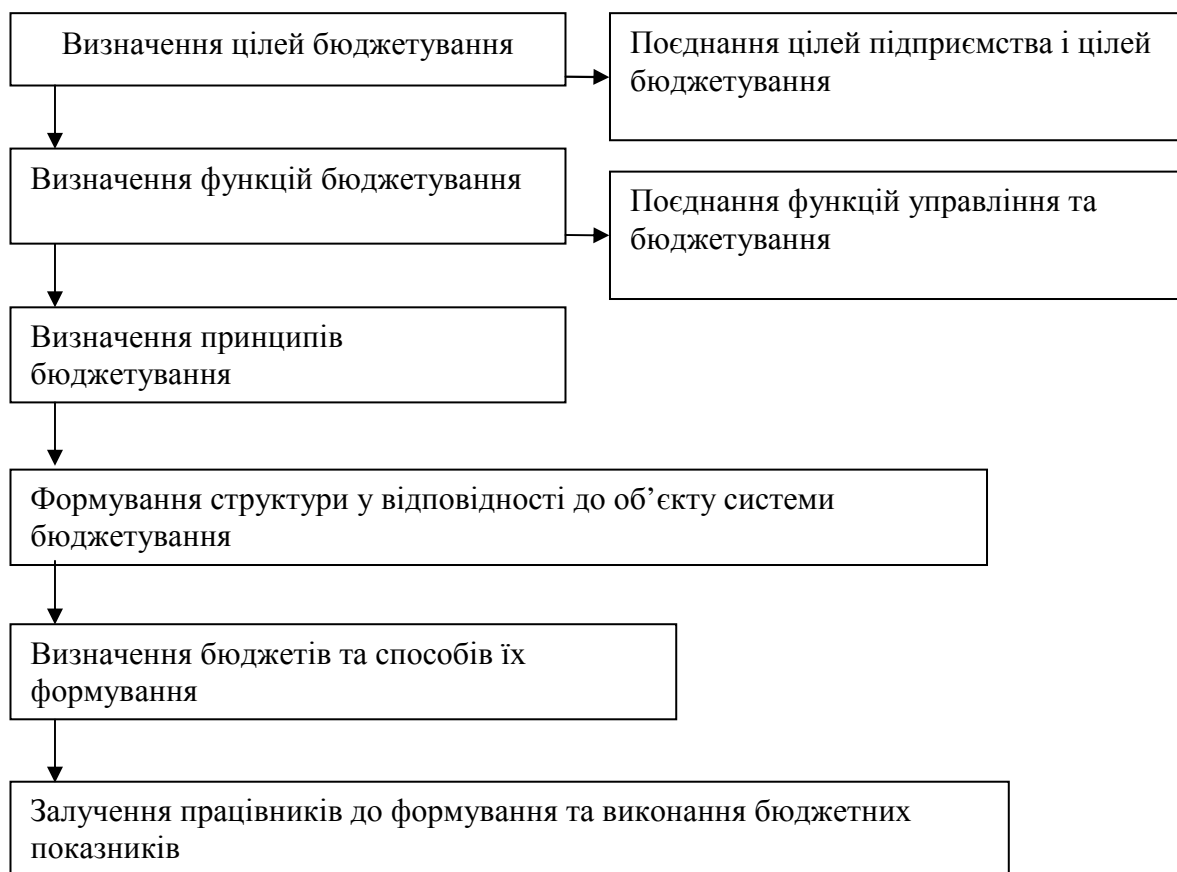 Визначення цілей бюджетування
Поєднання цілей підприємства і цілей
бюджетування
Визначення функцій бюджетування
Поєднання функцій управління та
бюджетування
Визначення принципів
бюджетування
Формування структури у відповідності до об’єкту системи
бюджетування
Визначення бюджетів та способів їх
формування
Залучення працівників до формування та виконання бюджетних
показників